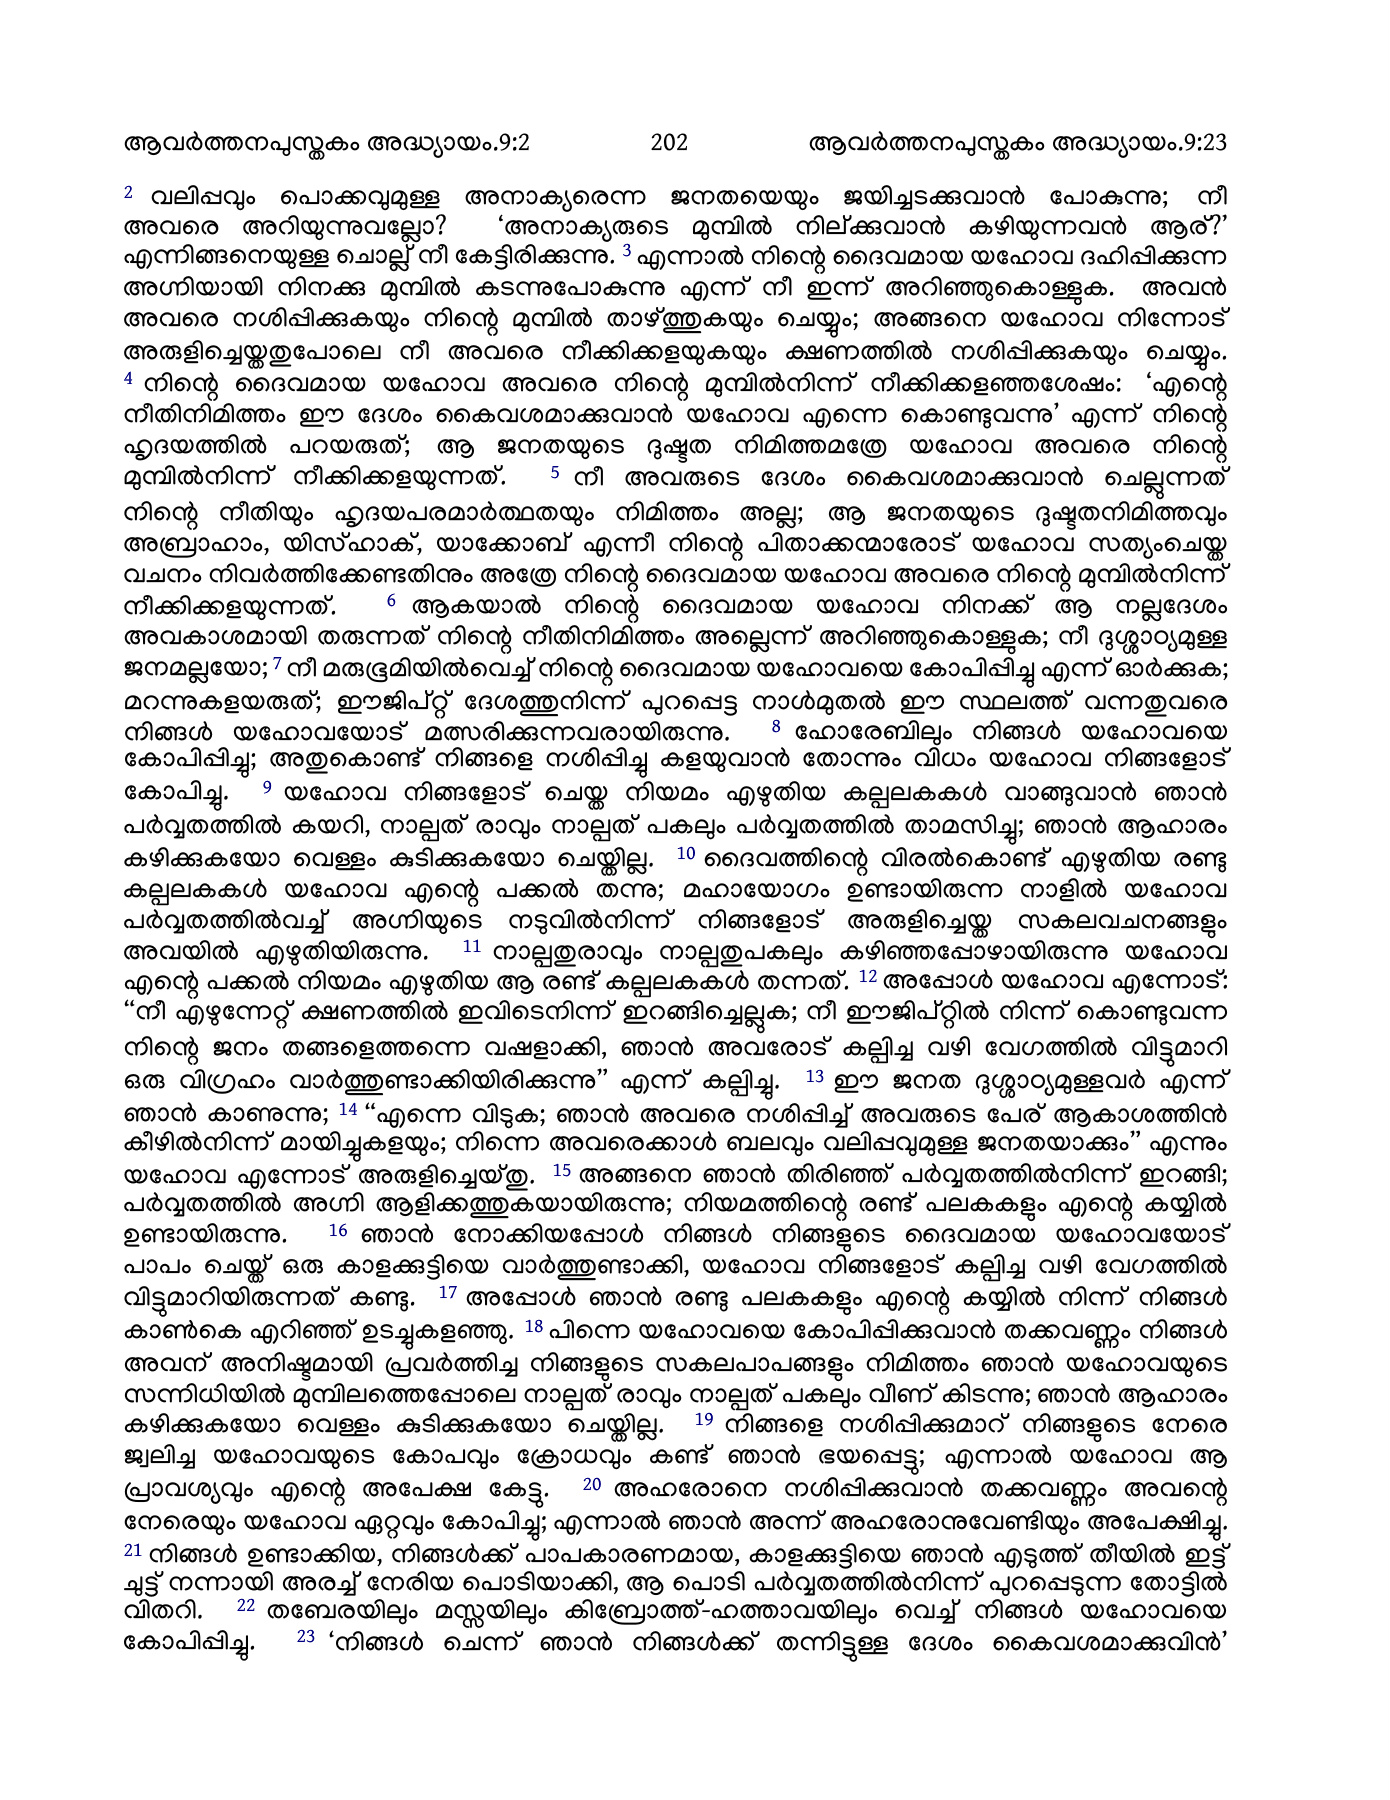 ആവർത്തനപുസ്തകം അദ്ധ്യായം.9:2 202 ആവർത്തനപുസ്തകം അദ്ധ്യായം.9:23
2 വലിപ്പവും പൊക്കവുമുള്ള അനാക്യരെന്ന ജനതയെയും ജയിച്ചടക്കുവാൻ പോകുന്നു; നീ
അവരെ അറിയുന്നുവല്ലോ? ‘അനാക്യരുടെ മുമ്പിൽ നില്ക്കുവാൻ കഴിയുന്നവൻ ആര്?’
എന്നിങ്ങനെയുള്ള ചൊല്ല് നീ കേട്ടിരിക്കുന്നു. 3 എന്നാൽ നിന്റെ ദൈവമായ യഹോവ ദഹിപ്പിക്കുന്ന
അഗ്നിയായി നിനക്കു മുമ്പിൽ കടന്നുപോകുന്നു എന്ന് നീ ഇന്ന് അറിഞ്ഞുകൊള്ളുക. അവൻ
അവരെ നശിപ്പിക്കുകയും നിന്റെ മുമ്പിൽ താഴ്ത്തുകയും ചെയ്യും; അങ്ങനെ യഹോവ നിന്നോട്
അരുളിച്ചെയ്തതുപോലെ നീ അവരെ നീക്കിക്കളയുകയും ക്ഷണത്തിൽ നശിപ്പിക്കുകയും ചെയ്യും.
4 നിന്റെ ദൈവമായ യഹോവ അവരെ നിന്റെ മുമ്പിൽനിന്ന് നീക്കിക്കളഞ്ഞശേഷം: ‘എന്റെ
നീതിനിമിത്തം ഈ ദേശം കൈവശമാക്കുവാൻ യഹോവ എന്നെ കൊണ്ടുവന്നു’ എന്ന് നിന്റെ
ഹൃദയത്തിൽ പറയരുത്; ആ ജനതയുടെ ദുഷ്ടത നിമിത്തമത്രേ യഹോവ അവരെ നിന്റെ
മുമ്പിൽനിന്ന് നീക്കിക്കളയുന്നത്. 5 നീ അവരുടെ ദേശം കൈവശമാക്കുവാൻ ചെല്ലുന്നത്
നിന്റെ നീതിയും ഹൃദയപരമാർത്ഥതയും നിമിത്തം അല്ല; ആ ജനതയുടെ ദുഷ്ടതനിമിത്തവും
അബ്രാഹാം, യിസ്ഹാക്, യാക്കോബ് എന്നീ നിന്റെ പിതാക്കന്മാരോട് യഹോവ സത്യംചെയ്ത
വചനം നിവർത്തിക്കേണ്ടതിനും അത്രേ നിന്റെ ദൈവമായ യഹോവ അവരെ നിന്റെ മുമ്പിൽനിന്ന്
നീക്കിക്കളയുന്നത്. 6 ആകയാൽ നിന്റെ ദൈവമായ യഹോവ നിനക്ക് ആ നല്ലദേശം
അവകാശമായി തരുന്നത് നിന്റെ നീതിനിമിത്തം അല്ലെന്ന് അറിഞ്ഞുകൊള്ളുക; നീ ദുശ്ശാഠ്യമുള്ള
ജനമല്ലയോ; 7 നീ മരുഭൂമിയിൽവെച്ച് നിന്റെ ദൈവമായ യഹോവയെ കോപിപ്പിച്ചു എന്ന് ഓർക്കുക;
മറന്നുകളയരുത്; ഈജിപ്റ്റ് ദേശത്തുനിന്ന് പുറപ്പെട്ട നാൾമുതൽ ഈ സ്ഥലത്ത് വന്നതുവരെ
നിങ്ങൾ യഹോവയോട് മത്സരിക്കുന്നവരായിരുന്നു. 8 ഹോരേബിലും നിങ്ങൾ യഹോവയെ
കോപിപ്പിച്ചു; അതുകൊണ്ട് നിങ്ങളെ നശിപ്പിച്ചു കളയുവാൻ തോന്നും വിധം യഹോവ നിങ്ങളോട്
കോപിച്ചു. 9 യഹോവ നിങ്ങളോട് ചെയ്ത നിയമം എഴുതിയ കല്പലകകൾ വാങ്ങുവാൻ ഞാൻ
പർവ്വതത്തിൽ കയറി, നാല്പത് രാവും നാല്പത് പകലും പർവ്വതത്തിൽ താമസിച്ചു; ഞാൻ ആഹാരം
കഴിക്കുകയോ വെള്ളം കുടിക്കുകയോ ചെയ്തില്ല. 10 ദൈവത്തിന്റെ വിരൽകൊണ്ട് എഴുതിയ രണ്ടു
കല്പലകകൾ യഹോവ എന്റെ പക്കൽ തന്നു; മഹായോഗം ഉണ്ടായിരുന്ന നാളിൽ യഹോവ
പർവ്വതത്തിൽവച്ച് അഗ്നിയുടെ നടുവിൽനിന്ന് നിങ്ങളോട് അരുളിച്ചെയ്ത സകലവചനങ്ങളും
അവയിൽ എഴുതിയിരുന്നു. 11 നാല്പതുരാവും നാല്പതുപകലും കഴിഞ്ഞപ്പോഴായിരുന്നു യഹോവ
എന്റെ പക്കൽ നിയമം എഴുതിയ ആ രണ്ട് കല്പലകകൾ തന്നത്. 12 അപ്പോൾ യഹോവ എന്നോട്:
“നീ എഴുന്നേറ്റ് ക്ഷണത്തിൽ ഇവിടെനിന്ന് ഇറങ്ങിച്ചെല്ലുക; നീ ഈജിപ്റ്റിൽ നിന്ന് കൊണ്ടുവന്ന
നിന്റെ ജനം തങ്ങളെത്തന്നെ വഷളാക്കി, ഞാൻ അവരോട് കല്പിച്ച വഴി വേഗത്തിൽ വിട്ടുമാറി
ഒരു വിഗ്രഹം വാർത്തുണ്ടാക്കിയിരിക്കുന്നു” എന്ന് കല്പിച്ചു. 13 ഈ ജനത ദുശ്ശാഠ്യമുള്ളവർ എന്ന്
ഞാൻ കാണുന്നു; 14 “എന്നെ വിടുക; ഞാൻ അവരെ നശിപ്പിച്ച് അവരുടെ പേര് ആകാശത്തിൻ
കീഴിൽനിന്ന് മായിച്ചുകളയും; നിന്നെ അവരെക്കാൾ ബലവും വലിപ്പവുമുള്ള ജനതയാക്കും” എന്നും
യഹോവ എന്നോട് അരുളിച്ചെയ്തു. 15 അങ്ങനെ ഞാൻ തിരിഞ്ഞ് പർവ്വതത്തിൽനിന്ന് ഇറങ്ങി;
പർവ്വതത്തിൽ അഗ്നി ആളിക്കത്തുകയായിരുന്നു; നിയമത്തിന്റെ രണ്ട് പലകകളും എന്റെ കയ്യിൽ
ഉണ്ടായിരുന്നു. 16 ഞാൻ നോക്കിയപ്പോൾ നിങ്ങൾ നിങ്ങളുടെ ദൈവമായ യഹോവയോട്
പാപം ചെയ്ത് ഒരു കാളക്കുട്ടിയെ വാർത്തുണ്ടാക്കി, യഹോവ നിങ്ങളോട് കല്പിച്ച വഴി വേഗത്തിൽ
വിട്ടുമാറിയിരുന്നത് കണ്ടു. 17 അപ്പോൾ ഞാൻ രണ്ടു പലകകളും എന്റെ കയ്യിൽ നിന്ന് നിങ്ങൾ
കാൺകെ എറിഞ്ഞ് ഉടച്ചുകളഞ്ഞു. 18 പിന്നെ യഹോവയെ കോപിപ്പിക്കുവാൻ തക്കവണ്ണം നിങ്ങൾ
അവന് അനിഷ്ടമായി പ്രവർത്തിച്ച നിങ്ങളുടെ സകലപാപങ്ങളും നിമിത്തം ഞാൻ യഹോവയുടെ
സന്നിധിയിൽ മുമ്പിലത്തെപ്പോലെ നാല്പത് രാവും നാല്പത് പകലും വീണ് കിടന്നു; ഞാൻ ആഹാരം
കഴിക്കുകയോ വെള്ളം കുടിക്കുകയോ ചെയ്തില്ല. 19 നിങ്ങളെ നശിപ്പിക്കുമാറ് നിങ്ങളുടെ നേരെ
ജ്വലിച്ച യഹോവയുടെ കോപവും ക്രോധവും കണ്ട് ഞാൻ ഭയപ്പെട്ടു; എന്നാൽ യഹോവ ആ
പ്രാവശ്യവും എന്റെ അപേക്ഷ കേട്ടു. 20 അഹരോനെ നശിപ്പിക്കുവാൻ തക്കവണ്ണം അവന്റെ
നേരെയും യഹോവ ഏറ്റവും കോപിച്ചു; എന്നാൽ ഞാൻ അന്ന് അഹരോനുവേണ്ടിയും അപേക്ഷിച്ചു.
21 നിങ്ങൾ ഉണ്ടാക്കിയ, നിങ്ങൾക്ക് പാപകാരണമായ, കാളക്കുട്ടിയെ ഞാൻ എടുത്ത് തീയിൽ ഇട്ട്
ചുട്ട് നന്നായി അരച്ച് നേരിയ പൊടിയാക്കി, ആ പൊടി പർവ്വതത്തിൽനിന്ന് പുറപ്പെടുന്ന തോട്ടിൽ
വിതറി. 22 തബേരയിലും മസ്സയിലും കിബ്രോത്ത്-ഹത്താവയിലും വെച്ച് നിങ്ങൾ യഹോവയെ
കോപിപ്പിച്ചു. 23 ‘നിങ്ങൾ ചെന്ന് ഞാൻ നിങ്ങൾക്ക് തന്നിട്ടുള്ള ദേശം കൈവശമാക്കുവിൻ’